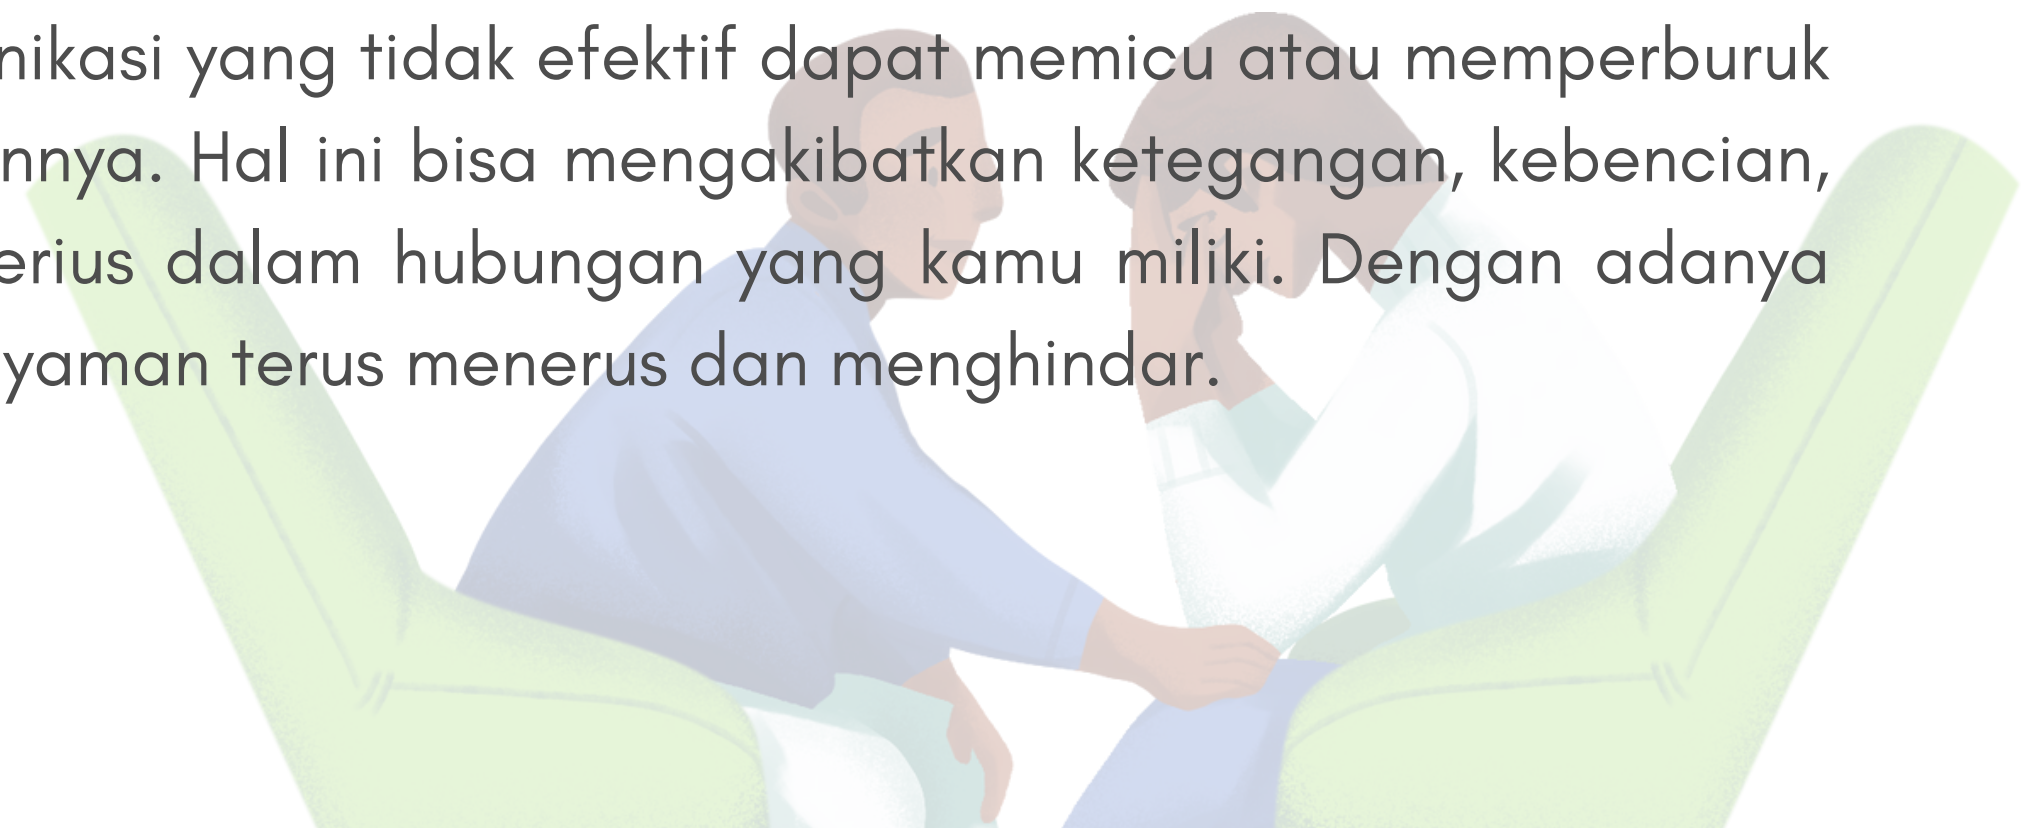 nikasi yang tidak efektif dapat memicu atau memperburuk
nnya. Hal ini bisa mengakibatkan ketegangan, kebencian,
erius dalam hubungan yang kamu miliki. Dengan adanya
yaman terus menerus dan menghindar.